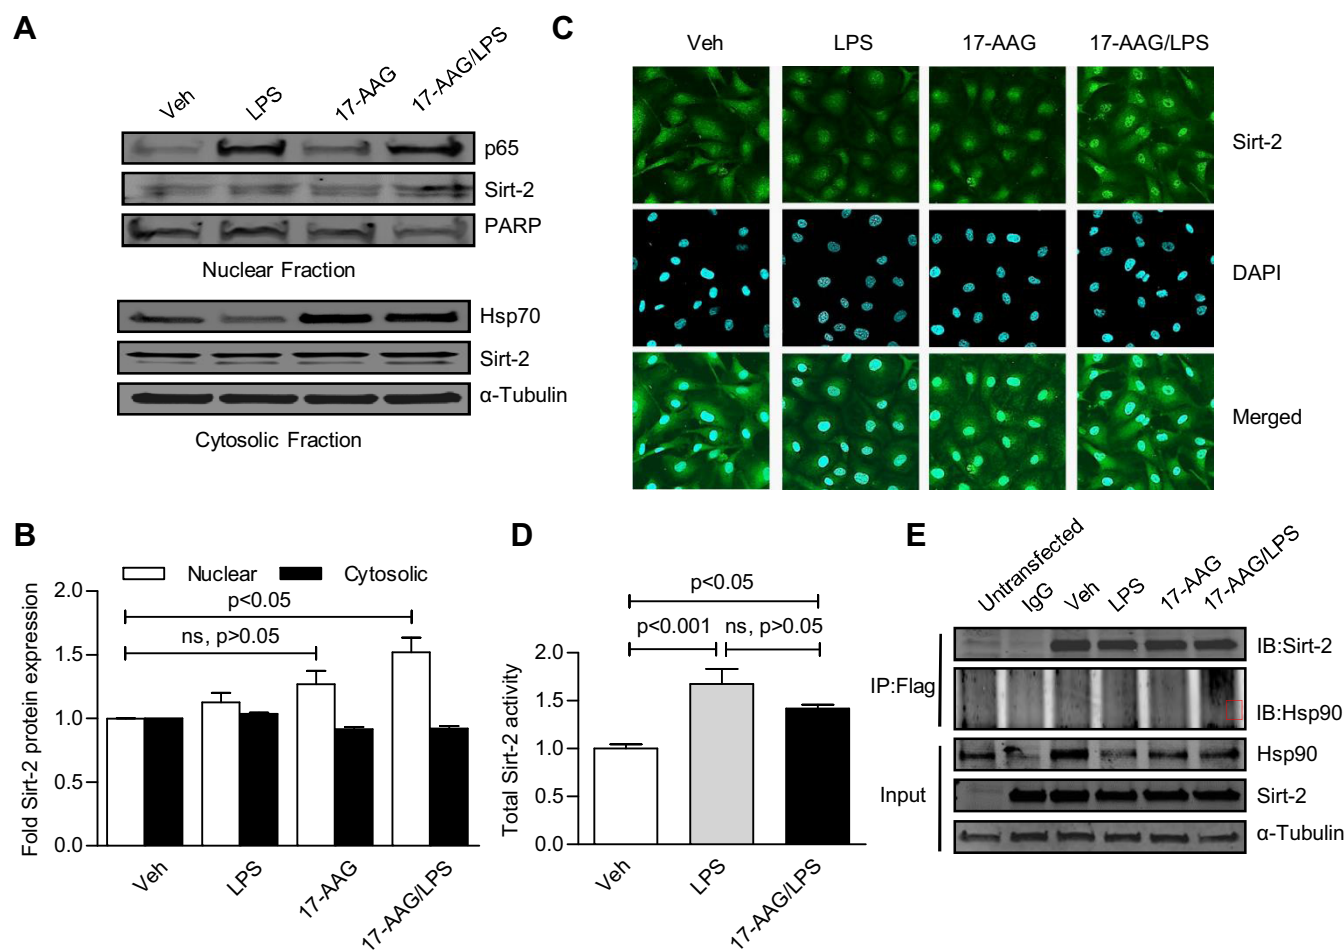 A
Veh
LPS
17-AAG
17-AAG/LPS
p65
Sirt-2
PARP
Nuclear Fraction
Hsp70
Sirt-2
α-Tubulin
Cytosolic Fraction
C
Veh
LPS
17-AAG
17-AAG/LPS
Sirt-2
DAPI
Merged
B
Nuclear
Cytosolic
Fold Sirt-2 protein expression
2.0
1.5
1.0
0.5
0.0
p<0.05
ns, p>0.05
Veh
LPS
17-AAG
17-AAG/LPS
D
Total Sirt-2 activity
2.0
1.5
1.0
0.5
0.0
p<0.05
p<0.001
ns, p>0.05
Veh
LPS
17-AAG/LPS
E
Untransfected
IgG
Veh
LPS
17-AAG
17-AAG/LPS
IP:Flag
IB:Sirt-2
IB:Hsp90
Input
Hsp90
Sirt-2
α-Tubulin